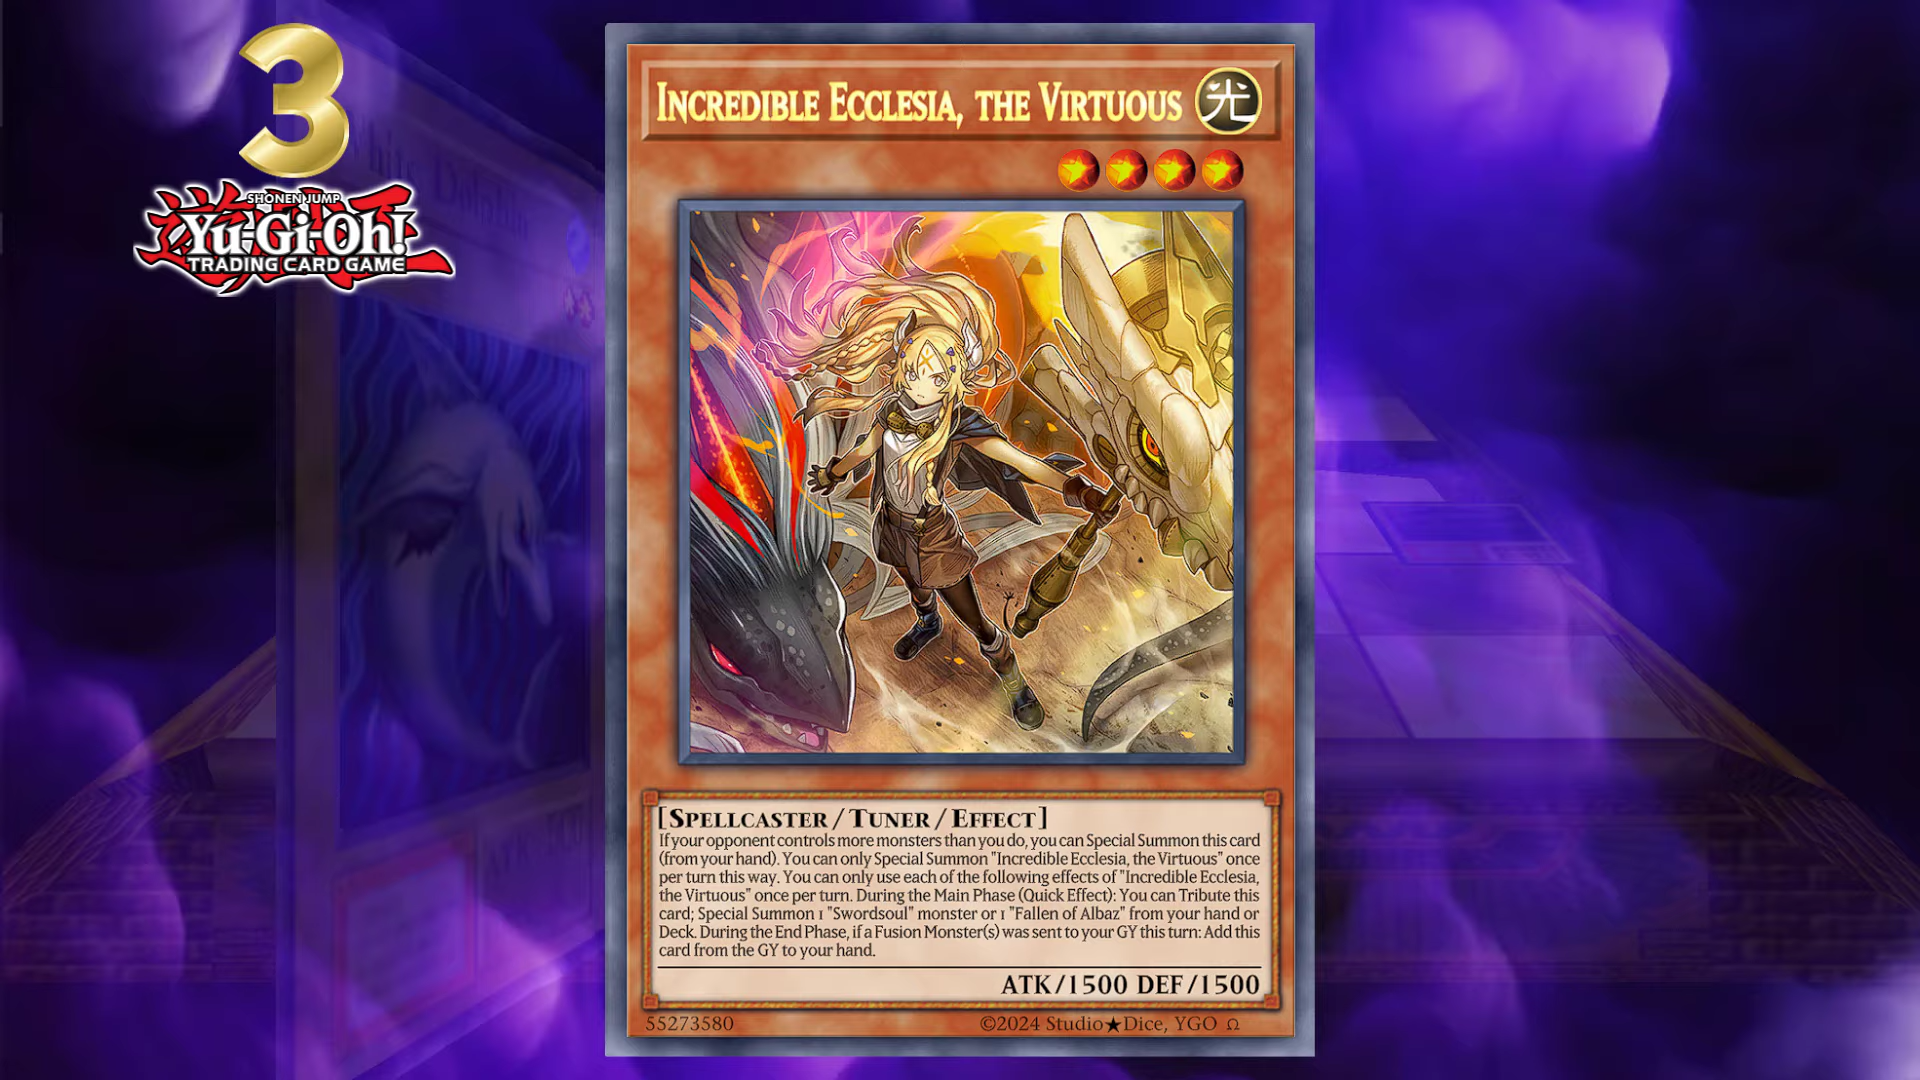 3
SHONEN JUMP
Yu-Gi-Oh!
TRADING CARD GAME
INCREDIBLE ECCLESIA, THE VIRTUOUS
光
[SPELLCASTER/TUNER/EFFECT]
If your opponent controls more monsters than you do, you can Special Summon this card
(from your hand). You can only Special Summon "Incredible Ecclesia, the Virtuous" once
per turn this way. You can only use each of the following effects of "Incredible Ecclesia,
the Virtuous" once per turn. During the Main Phase (Quick Effect): You can Tribute this
card; Special Summon 1 "Swordsoul" monster or 1 "Fallen of Albaz" from your hand or
Deck. During the End Phase, if a Fusion Monster(s) was sent to your GY this turn: Add this
card from the GY to your hand.
ATK/1500 DEF/1500
55273580 ©2024 Studio★Dice, YGO Ω